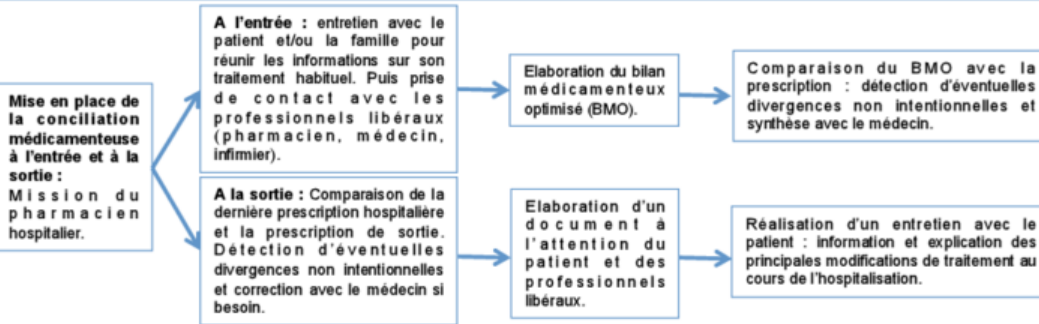 Mise en place de
la conciliation
médicamenteuse
à l'entrée et à la
sortie :
Mission du
pharmacien
hospitalier.
A l'entrée : entretien avec le
patient et/ou la famille pour
réunir les informations sur son
traitement habituel. Puis prise
de contact avec les
professionnels libéraux
(pharmacien, médecin,
infirmier).
Elaboration du bilan
médicamenteux
optimisé (BMO).
Comparaison du BMO avec la
prescription : détection d'éventuelles
divergences non intentionnelles et
synthèse avec le médecin.
A la sortie : Comparaison de la
dernière prescription hospitalière
et la prescription de sortie.
Détection d'éventuelles
divergences non intentionnelles
et correction avec le médecin si
besoin.
Elaboration d'un
document à
l'attention du
patient et des
professionnels
libéraux.
Réalisation d'un entretien avec le
patient : information et explication des
principales modifications de traitement au
cours de l'hospitalisation.